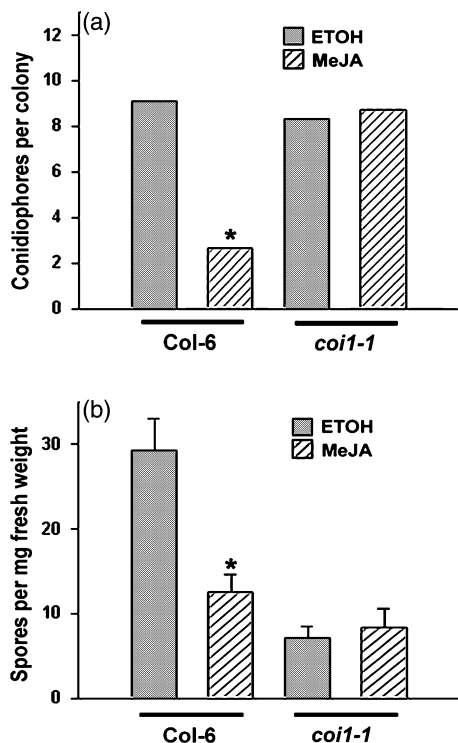 (a)
Conidiophores per colony
12
10
8
6
4
2
0
ETOH
MeJA
*
Col-6
coi1-1
(b)
Spores per mg fresh weight
30
20
10
0
ETOH
MeJA
*
Col-6
coi1-1